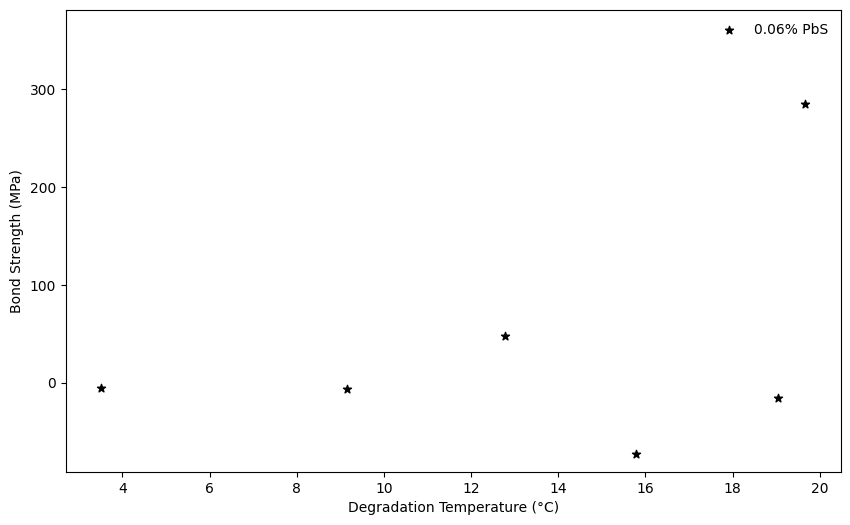 0.06% PbS
300
200
100
0
Bond Strength (MPa)
4 6 8 10 12 14 16 18 20
Degradation Temperature (°C)